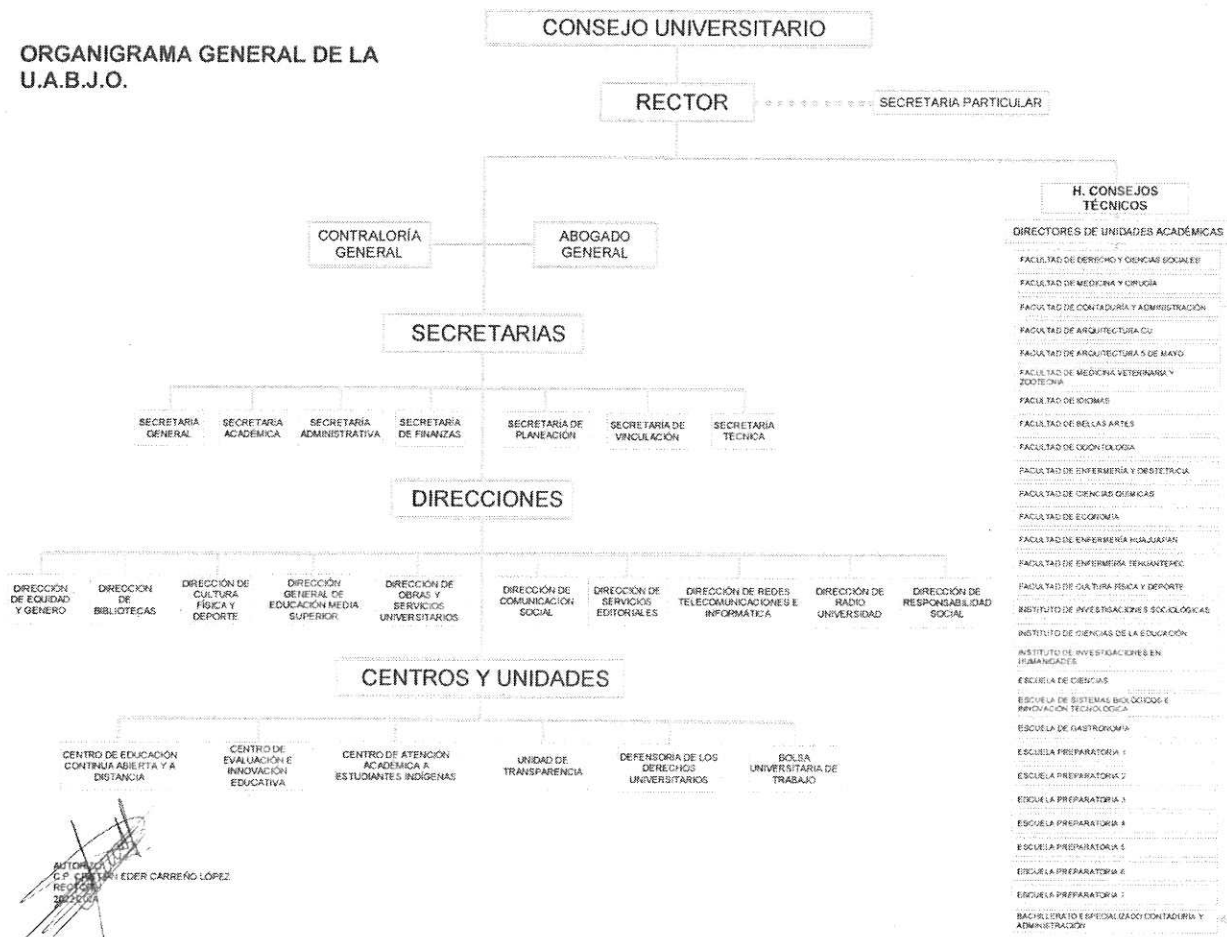 ORGANIGRAMA GENERAL DE LA
U.A.B.J.O.
CONSEJO UNIVERSITARIO
RECTOR
SECRETARIA PARTICULAR
H. CONSEJOS
TÉCNICOS
DIRECTORES DE UNIDADES ACADÉMICAS
FACULTAD DE DERECHO Y CIENCIAS SOCIALES
FACULTAD DE MEDICINA Y CIRUGÍA
FACULTAD DE CONTADURÍA Y ADMINISTRACIÓN
FACULTAD DE ARQUITECTURA CU
FACULTAD DE ARQUITECTURA 5 DE MAYO
FACULTAD DE MEDICINA VETERINARIA Y
ZOOTECNIA
FACULTAD DE IDIOMAS
FACULTAD DE BELLAS ARTES
FACULTAD DE ODONTOLOGÍA
FACULTAD DE ENFERMERÍA Y OBSTETRICIA
FACULTAD DE CIENCIAS QUÍMICAS
FACULTAD DE ECONOMÍA
FACULTAD DE ENFERMERÍA HUAJUAPAN
FACULTAD DE ENFERMERÍA TEHUANTEPEC
FACULTAD DE CULTURA FÍSICA Y DEPORTE
INSTITUTO DE INVESTIGACIONES SOCIOLÓGICAS
INSTITUTO DE CIENCIAS DE LA EDUCACIÓN
INSTITUTO DE INVESTIGACIONES EN
HUMANIDADES
ESCUELA DE CIENCIAS
ESCUELA DE SISTEMAS BIOLÓGICOS E
INNOVACIÓN TECNOLÓGICA
ESCUELA DE GASTRONOMÍA
ESCUELA PREPARATORIA 1
ESCUELA PREPARATORIA 2
ESCUELA PREPARATORIA 3
ESCUELA PREPARATORIA 4
ESCUELA PREPARATORIA 5
ESCUELA PREPARATORIA 6
ESCUELA PREPARATORIA 7
BACHILLERATO ESPECIALIZADO CONTADURÍA Y
ADMINISTRACIÓN
CONTRALORÍA
GENERAL
ABOGADO
GENERAL
SECRETARIAS
SECRETARIA
GENERAL
SECRETARIA
ACADÉMICA
SECRETARÍA
ADMINISTRATIVA
SECRETARÍA
DE FINANZAS
SECRETARÍA DE
PLANEACIÓN
SECRETARÍA DE
VINCULACIÓN
SECRETARÍA
TÉCNICA
DIRECCIONES
DIRECCIÓN
DE EQUIDAD
Y GENERO
DIRECCION
DE
BIBLIOTECAS
DIRECCIÓN DE
CULTURA
FÍSICA Y
DEPORTE
DIRECCIÓN
GENERAL DE
EDUCACIÓN MEDIA
SUPERIOR
DIRECCIÓN DE
OBRAS Y
SERVICIOS
UNIVERSITARIOS
DIRECCIÓN DE
COMUNICACIÓN
SOCIAL
DIRECCIÓN DE
SERVICIOS
EDITORIALES
DIRECCIÓN DE REDES
TELECOMUNICACIONES E
INFORMÁTICA
DIRECCIÓN DE
RADIO
UNIVERSIDAD
DIRECCIÓN DE
RESPONSABILIDAD
SOCIAL
CENTROS Y UNIDADES
CENTRO DE EDUCACIÓN
CONTINUA ABIERTA Y A
DISTANCIA
CENTRO DE
EVALUACIÓN E
INNOVACIÓN
EDUCATIVA
CENTRO DE ATENCIÓN
ACADÉMICA A
ESTUDIANTES INDÍGENAS
UNIDAD DE
TRANSPARENCIA
DEFENSORIA DE LOS
DERECHOS
UNIVERSITARIOS
BOLSA
UNIVERSITARIA DE
TRABAJO
C.P. EDER CARREÑO LÓPEZ